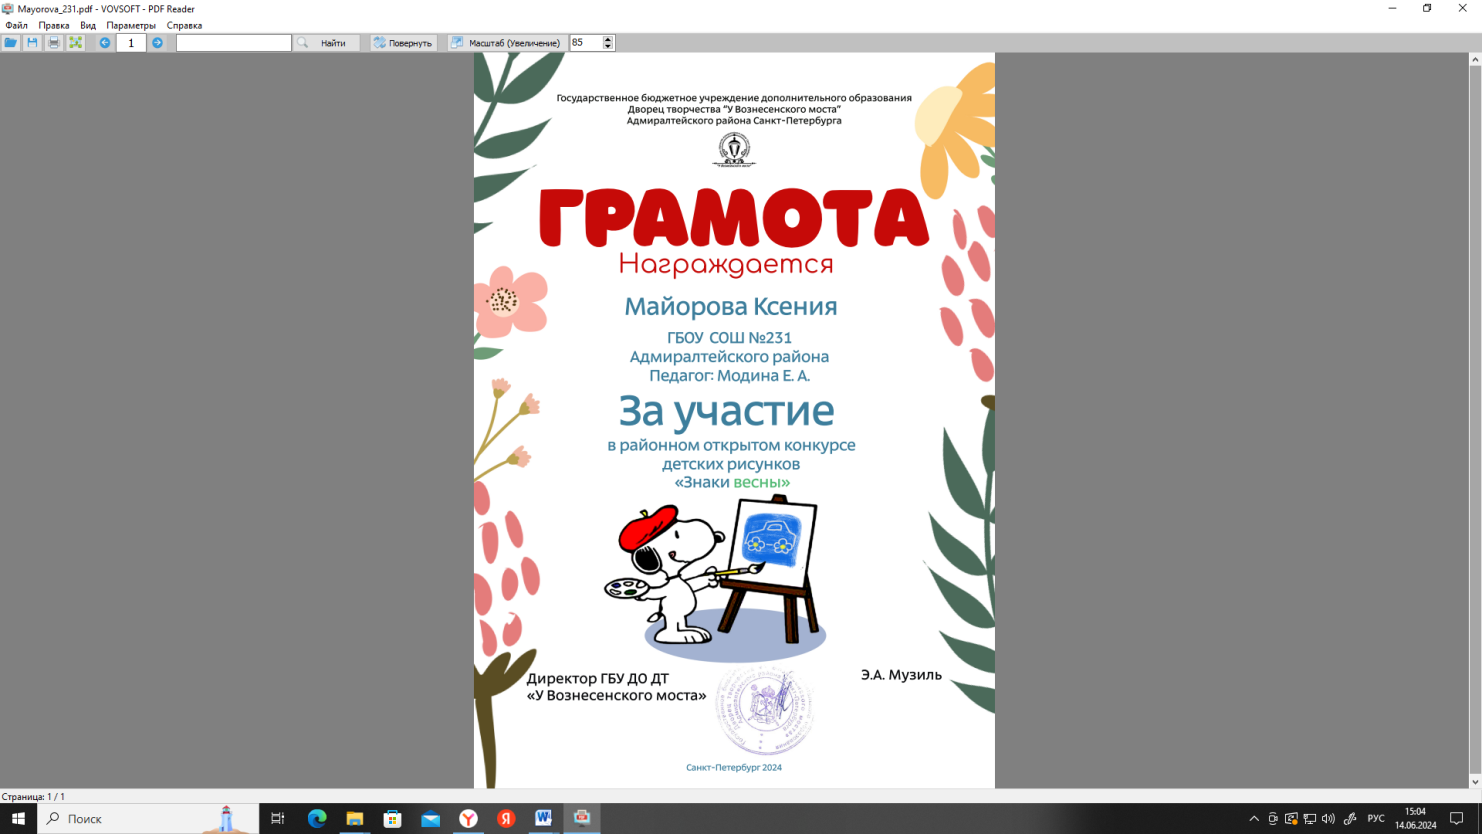 Mayorova_231.pdf - VOVSOFT - PDF Reader
Файл Правка Вид Параметры Справка
1 Найти Повернуть Масштаб (Увеличение) 85
Государственное бюджетное учреждение дополнительного образования
Дворец творчества "У Вознесенского моста"
Адмиралтейского района Санкт-Петербурга
ГРАМОТА
Награждается
Майорова Ксения
ГБОУ СОШ №231
Адмиралтейского района
Педагог: Модина Е. А.
За участие
в районном открытом конкурсе
детских рисунков
«Знаки весны»
Директор ГБУ ДО ДТ
«У Вознесенского моста»
Э.А. Музиль
Санкт-Петербург 2024
Страница: 1 / 1
Поиск
РУС
15:04
14.06.2024